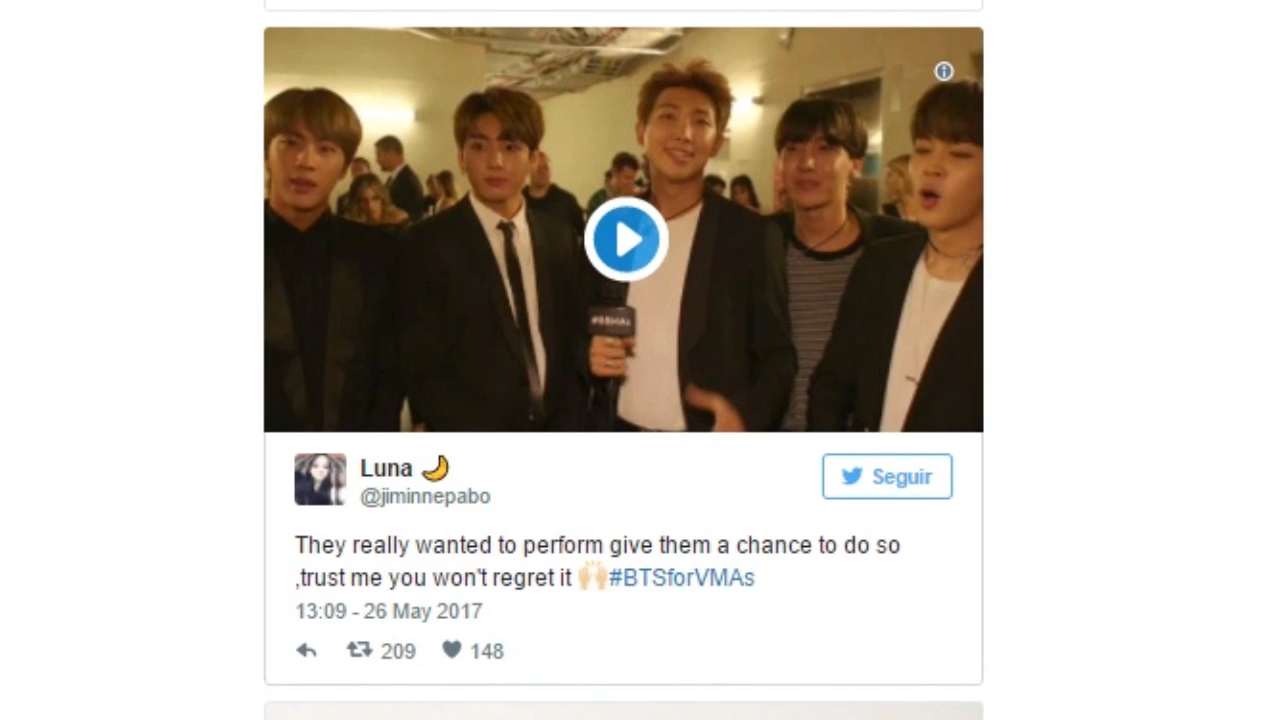 #BBMAs
Luna
@jiminnepabo
Seguir
They really wanted to perform give them a chance to do so
,trust me you won't regret it 🙌🏻#BTSforVMAs
13:09 - 26 May 2017
209 148